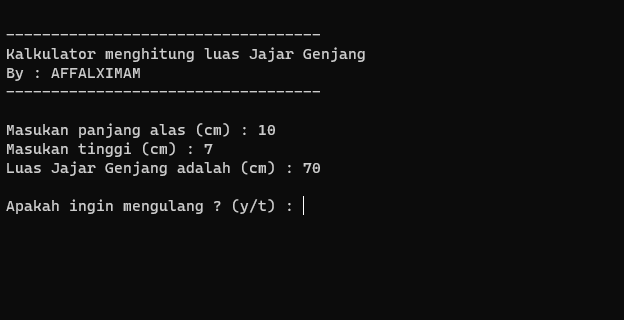 -----------------------------------
Kalkulator menghitung luas Jajar Genjang
By : AFFALXIMAM
-----------------------------------
Masukan panjang alas (cm) : 10
Masukan tinggi (cm) : 7
Luas Jajar Genjang adalah (cm) : 70
Apakah ingin mengulang ? (y/t) :